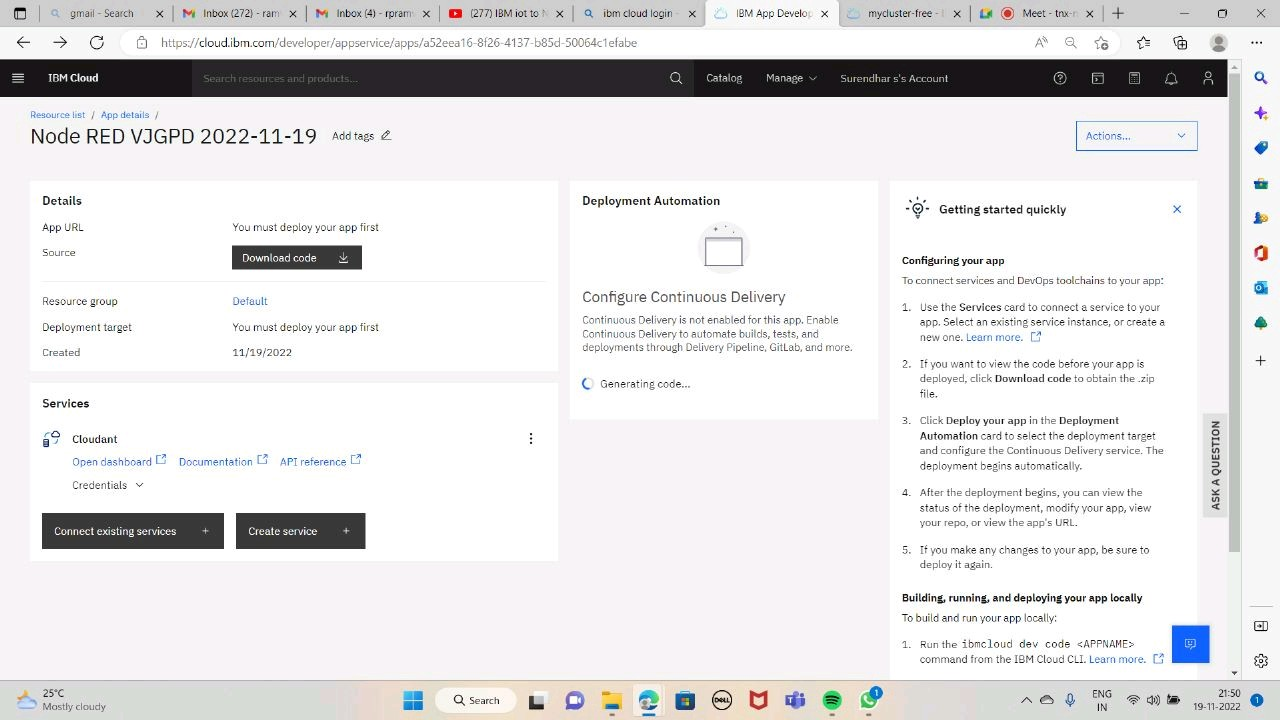 gmail - Search
Inbox (272) - ram
Inbox (4) - rpram
(277) IBM iot to N
ibm cloud login -
IBM App Develop
mycluster-free -
Meet - tnx-n
https://cloud.ibm.com/developer/appservice/apps/a52eea16-8f26-4137-b85d-50064c1efabe
IBM Cloud
Search resources and products...
Catalog
Manage
Surendhar s's Account
Resource list / App details /
Node RED VJGPD 2022-11-19
Add tags
Actions...
Details
App URL
You must deploy your app first
Source
Download code
Resource group
Default
Deployment target
You must deploy your app first
Created
11/19/2022
Services
Cloudant
Open dashboard
Documentation
API reference
Credentials
Connect existing services +
Create service +
Deployment Automation
Configure Continuous Delivery
Continuous Delivery is not enabled for this app. Enable
Continuous Delivery to automate builds, tests, and
deployments through Delivery Pipeline, GitLab, and more.
Generating code...
Getting started quickly
Configuring your app
To connect services and DevOps toolchains to your app:
1. Use the Services card to connect a service to your
app. Select an existing service instance, or create a
new one. Learn more.
2. If you want to view the code before your app is
deployed, click Download code to obtain the .zip
file.
3. Click Deploy your app in the Deployment
Automation card to select the deployment target
and configure the Continuous Delivery service. The
deployment begins automatically.
4. After the deployment begins, you can view the
status of the deployment, modify your app, view
your repo, or view the app's URL.
5. If you make any changes to your app, be sure to
deploy it again.
Building, running, and deploying your app locally
To build and run your app locally:
1. Run the ibmcloud dev code <APPNAME>
command from the IBM Cloud CLI. Learn more.
ASK A QUESTION
25°C
Mostly cloudy
Search
DELL
1
ENG
IN
21:50
19-11-2022
1